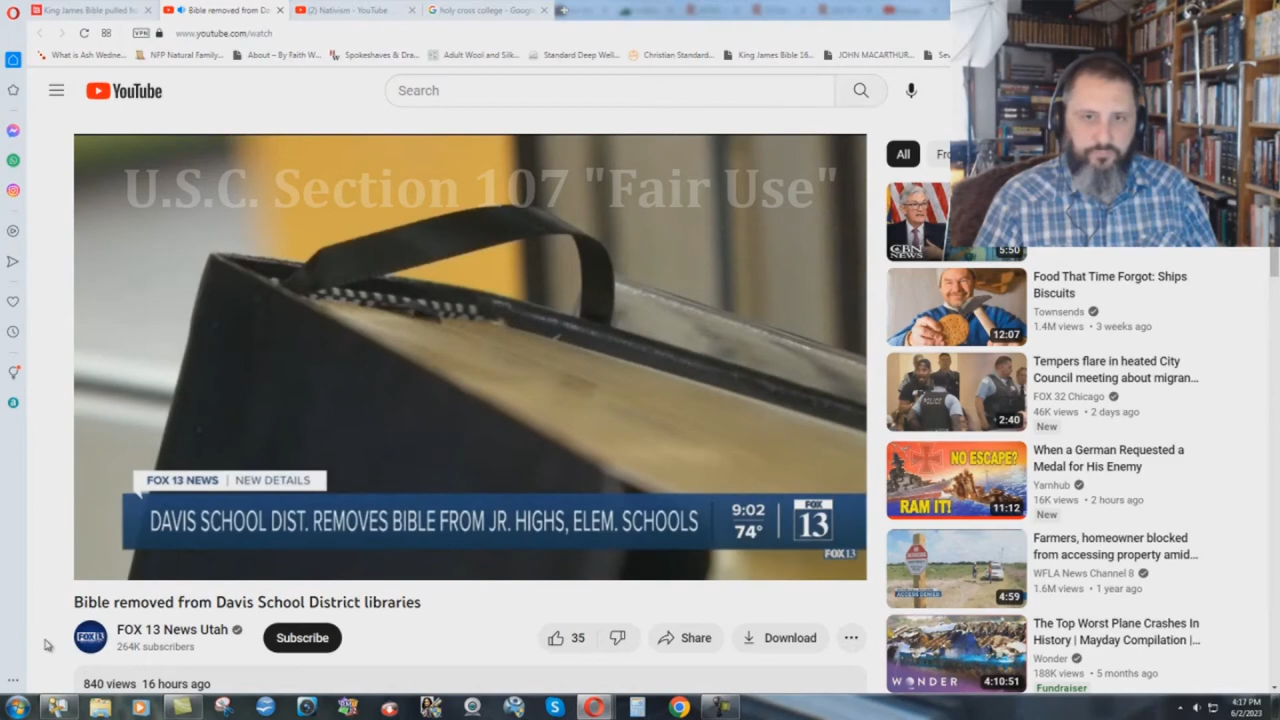 King James Bible pulled fr
Bible removed from Da
(2) Nativism - YouTube
holy cross college - Goog
VPN
www.youtube.com/watch
What is Ash Wedne...
NFP Natural Family...
About – By Faith W...
Spokeshaves & Dra...
Adult Wool and Silk...
Standard Deep Well...
Christian Standard...
King James Bible 16...
JOHN MACARTHUR...
YouTube
Search
All
U.S.C. Section 107 "Fair Use"
CBN
NEWS
5:50
Food That Time Forgot: Ships
Biscuits
Townsends
1.4M views • 3 weeks ago
12:07
Tempers flare in heated City
Council meeting about migran...
FOX 32 Chicago
46K views • 2 days ago
New
POLICE
2:40
When a German Requested a
Medal for His Enemy
Yarnhub
16K views • 2 hours ago
New
NO ESCAPE?
RAM IT!
11:12
Farmers, homeowner blocked
from accessing property amid...
WFLA News Channel 8
1.6M views • 1 year ago
4:59
The Top Worst Plane Crashes In
History | Mayday Compilation |...
Wonder
188K views • 5 months ago
Fundraiser
WONDER
4:10:51
FOX 13 NEWS | NEW DETAILS
DAVIS SCHOOL DIST. REMOVES BIBLE FROM JR. HIGHS, ELEM. SCHOOLS
9:02
74°
FOX
13
FOX13
Bible removed from Davis School District libraries
FOX 13 News Utah
264K subscribers
Subscribe
35
Share
Download
840 views 16 hours ago
4:17 PM
6/2/2023